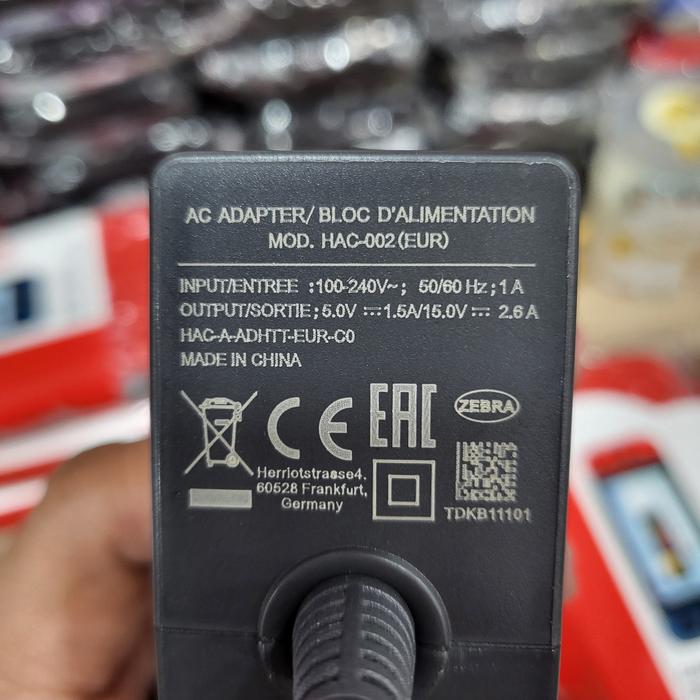 AC ADAPTER/ BLOC D'ALIMENTATION
MOD. HAC-002(EUR)
INPUT/ENTREE :100-240V~; 50/60 Hz; 1 A
OUTPUT/SORTIE; 5.0V ⎓ 1.5A/15.0V ⎓ 2.6 A
HAC-A-ADHTT-EUR-C0
MADE IN CHINA
CE EAC ZEBRA
Herriotstrasse4,
60528 Frankfurt,
Germany
TDKB11101